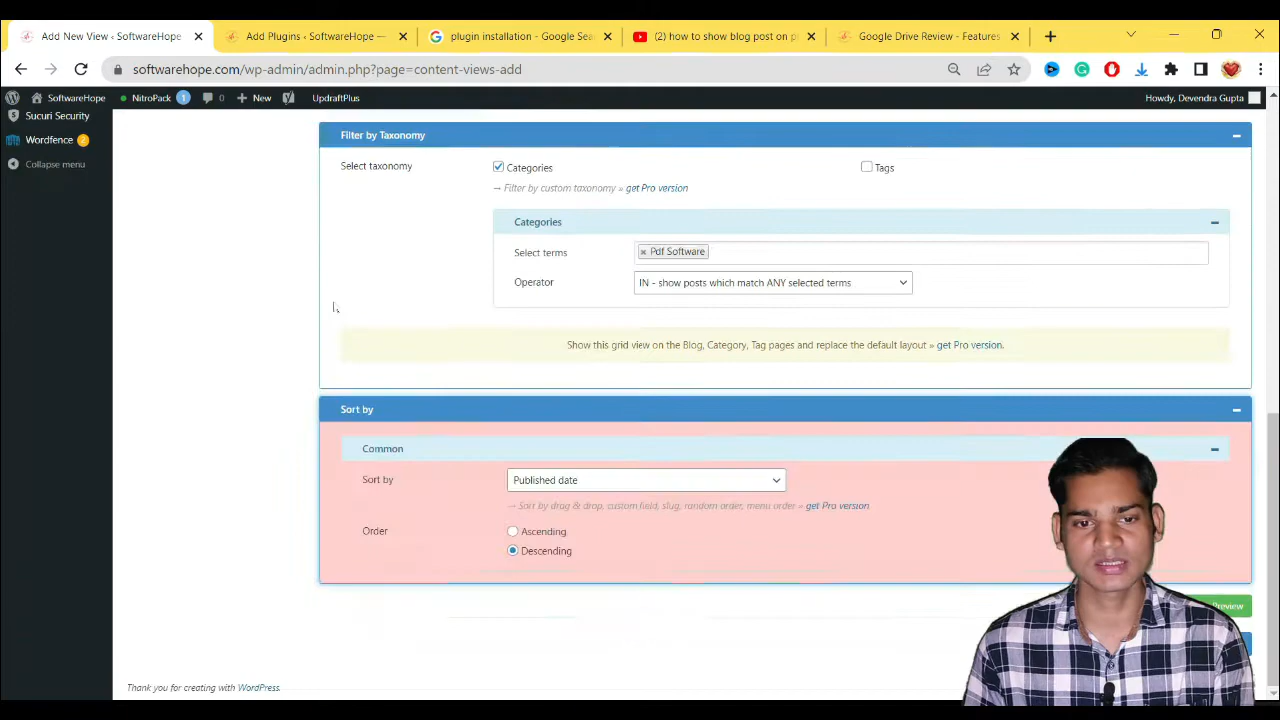 Add New View ‹ SoftwareHope
Add Plugins ‹ SoftwareHope —
plugin installation - Google Sea
(2) how to show blog post on p
Google Drive Review - Features
softwarehope.com/wp-admin/admin.php?page=content-views-add
SoftwareHope
NitroPack 1
0
New
UpdraftPlus
Howdy, Devendra Gupta
Sucuri Security
Wordfence 2
Collapse menu
Filter by Taxonomy
Select taxonomy
Categories
Tags
→ Filter by custom taxonomy » get Pro version
Categories
Select terms
× Pdf Software
Operator
IN - show posts which match ANY selected terms
Show this grid view on the Blog, Category, Tag pages and replace the default layout » get Pro version.
Sort by
Common
Sort by
Published date
→ Sort by drag & drop, custom field, slug, random order, menu order » get Pro version
Order
Ascending
Descending
Preview
Thank you for creating with WordPress.